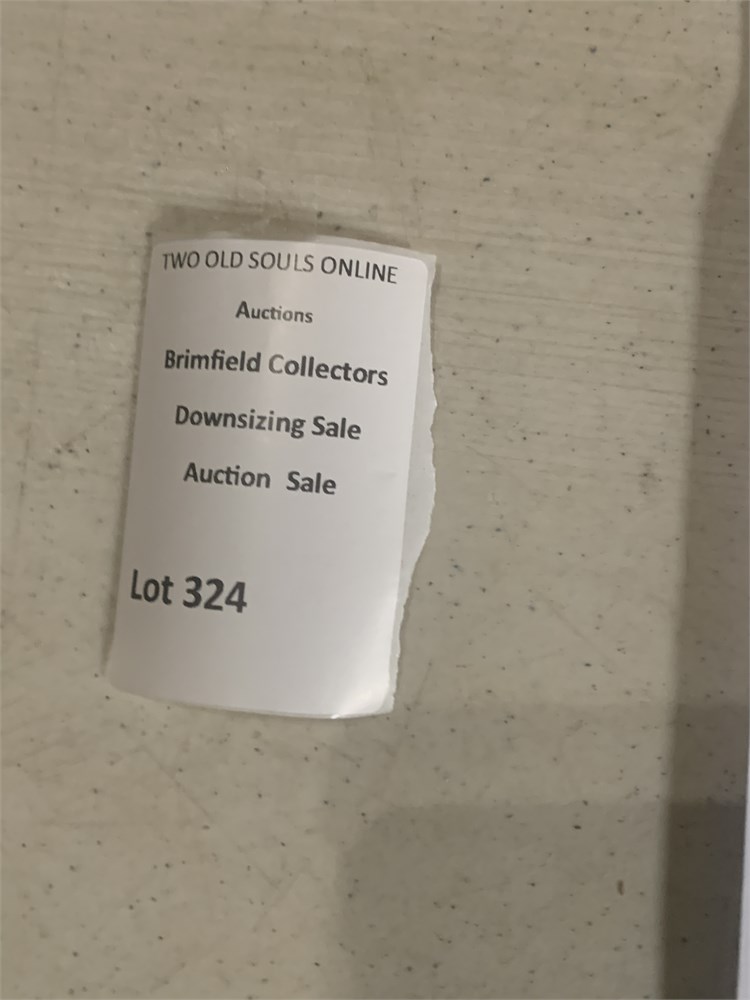 TWO OLD SOULS ONLINE
Auctions
Brimfield Collectors
Downsizing Sale
Auction Sale
Lot 324